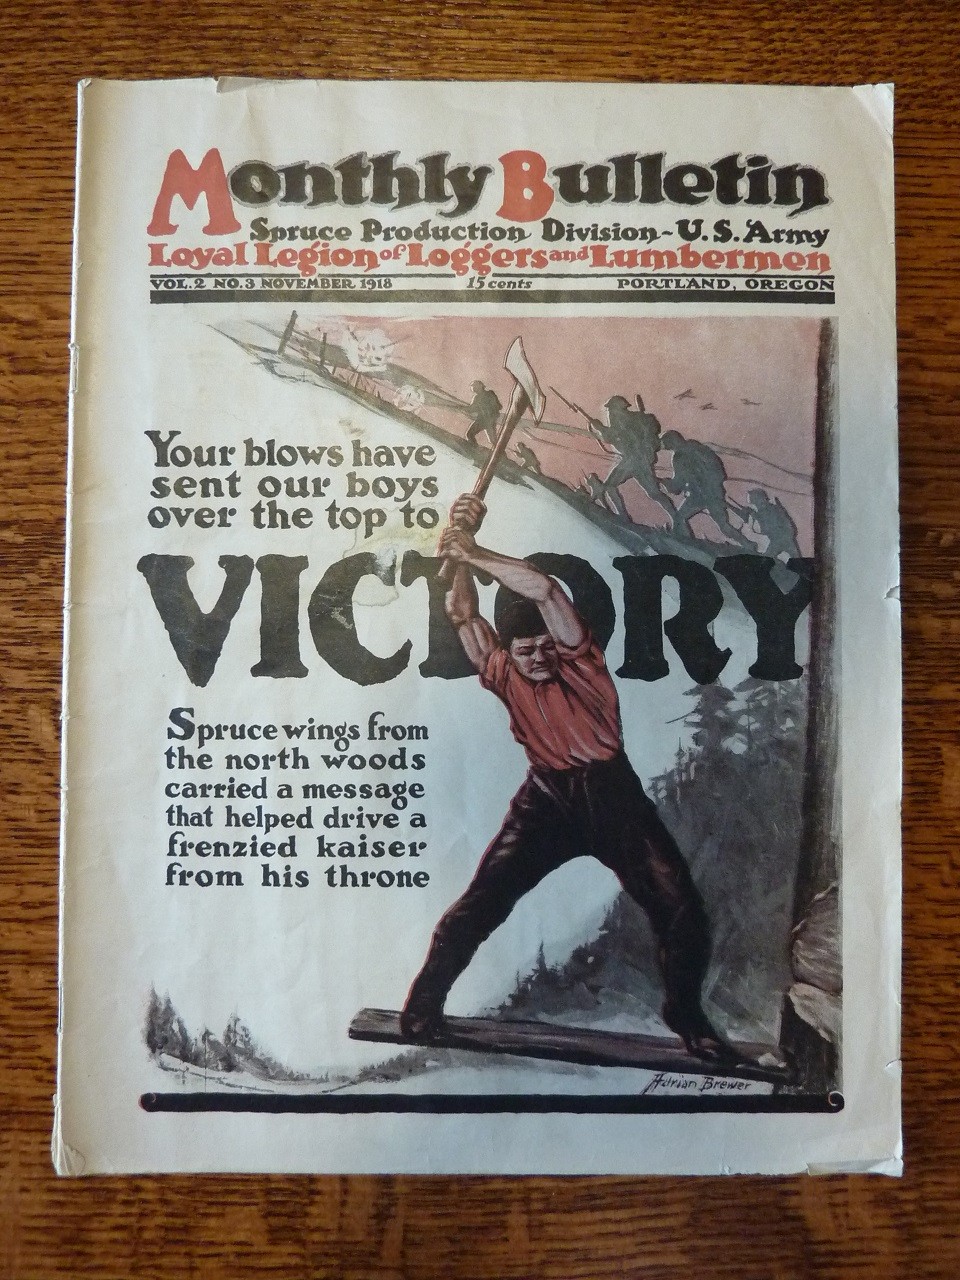 Monthly Bulletin
Spruce Production Division - U.S. Army
Loyal Legion of Loggers and Lumbermen
VOL.2 NO.3 NOVEMBER 1918 15 cents PORTLAND, OREGON
Your blows have
sent our boys
over the top to
VICTORY
Spruce wings from
the north woods
carried a message
that helped drive a
frenzied kaiser
from his throne
Adrian Brewer